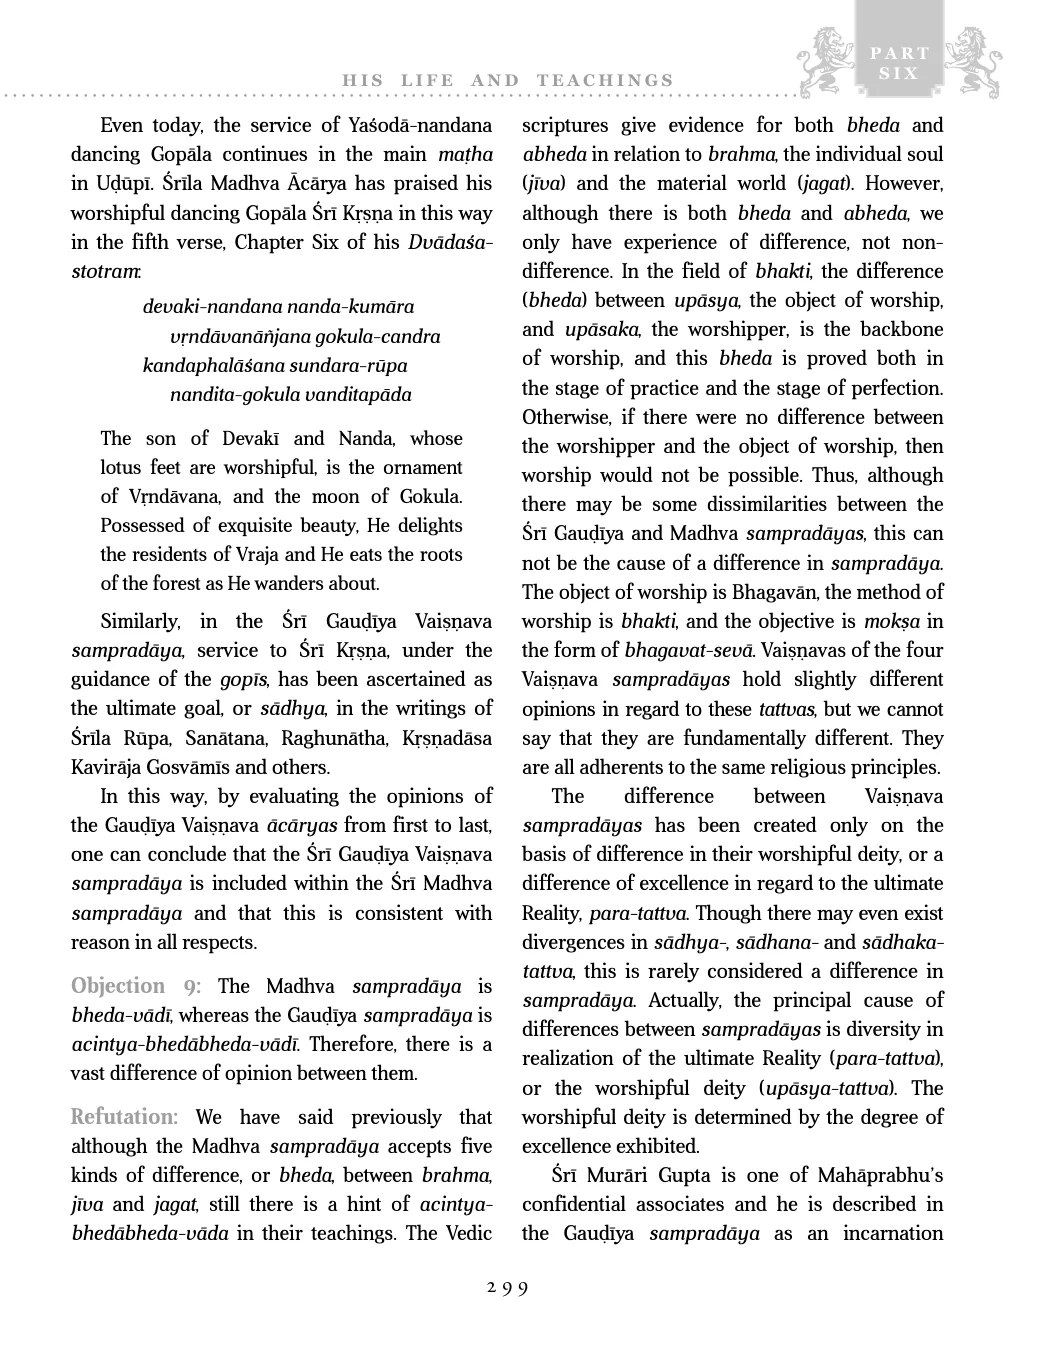 PART
SIX
HIS LIFE AND TEACHINGS
Even today, the service of Yaśodā-nandana
dancing Gopāla continues in the main maṭha
in Uḍūpī. Śrīla Madhva Ācārya has praised his
worshipful dancing Gopāla Śrī Kṛṣṇa in this way
in the fifth verse, Chapter Six of his Dvādaśa-
stotram:
devaki-nandana nanda-kumāra
vṛndāvanāñjana gokula-candra
kandaphalāśana sundara-rūpa
nandita-gokula vanditapāda
The son of Devakī and Nanda, whose
lotus feet are worshipful, is the ornament
of Vṛndāvana, and the moon of Gokula.
Possessed of exquisite beauty, He delights
the residents of Vraja and He eats the roots
of the forest as He wanders about.
Similarly, in the Śrī Gauḍīya Vaiṣṇava
sampradāya, service to Śrī Kṛṣṇa, under the
guidance of the gopīs, has been ascertained as
the ultimate goal, or sādhya, in the writings of
Śrīla Rūpa, Sanātana, Raghunātha, Kṛṣṇadāsa
Kavirāja Gosvāmīs and others.
In this way, by evaluating the opinions of
the Gauḍīya Vaiṣṇava ācāryas from first to last,
one can conclude that the Śrī Gauḍīya Vaiṣṇava
sampradāya is included within the Śrī Madhva
sampradāya and that this is consistent with
reason in all respects.
Objection 9: The Madhva sampradāya is
bheda-vādī, whereas the Gauḍīya sampradāya is
acintya-bhedābheda-vādī. Therefore, there is a
vast difference of opinion between them.
Refutation: We have said previously that
although the Madhva sampradāya accepts five
kinds of difference, or bheda, between brahma,
jīva and jagat, still there is a hint of acintya-
bhedābheda-vāda in their teachings. The Vedic
scriptures give evidence for both bheda and
abheda in relation to brahma, the individual soul
(jīva) and the material world (jagat). However,
although there is both bheda and abheda, we
only have experience of difference, not non-
difference. In the field of bhakti, the difference
(bheda) between upāsya, the object of worship,
and upāsaka, the worshipper, is the backbone
of worship, and this bheda is proved both in
the stage of practice and the stage of perfection.
Otherwise, if there were no difference between
the worshipper and the object of worship, then
worship would not be possible. Thus, although
there may be some dissimilarities between the
Śrī Gauḍīya and Madhva sampradāyas, this can
not be the cause of a difference in sampradāya.
The object of worship is Bhagavān, the method of
worship is bhakti, and the objective is mokṣa in
the form of bhagavat-sevā. Vaiṣṇavas of the four
Vaiṣṇava sampradāyas hold slightly different
opinions in regard to these tattvas, but we cannot
say that they are fundamentally different. They
are all adherents to the same religious principles.
The difference between Vaiṣṇava
sampradāyas has been created only on the
basis of difference in their worshipful deity, or a
difference of excellence in regard to the ultimate
Reality, para-tattva. Though there may even exist
divergences in sādhya-, sādhana- and sādhaka-
tattva, this is rarely considered a difference in
sampradāya. Actually, the principal cause of
differences between sampradāyas is diversity in
realization of the ultimate Reality (para-tattva),
or the worshipful deity (upāsya-tattva). The
worshipful deity is determined by the degree of
excellence exhibited.
Śrī Murāri Gupta is one of Mahāprabhu’s
confidential associates and he is described in
the Gauḍīya sampradāya as an incarnation
299